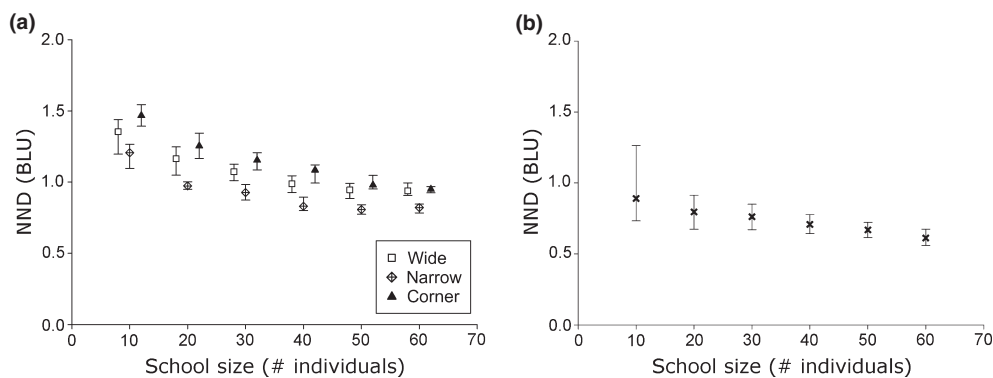 (a)
2.0
1.5
1.0
0.5
0.0
NND (BLU)
0 10 20 30 40 50 60 70
School size (# individuals)
Wide
Narrow
Corner
(b)
2.0
1.5
1.0
0.5
0.0
NND (BLU)
0 10 20 30 40 50 60 70
School size (# individuals)